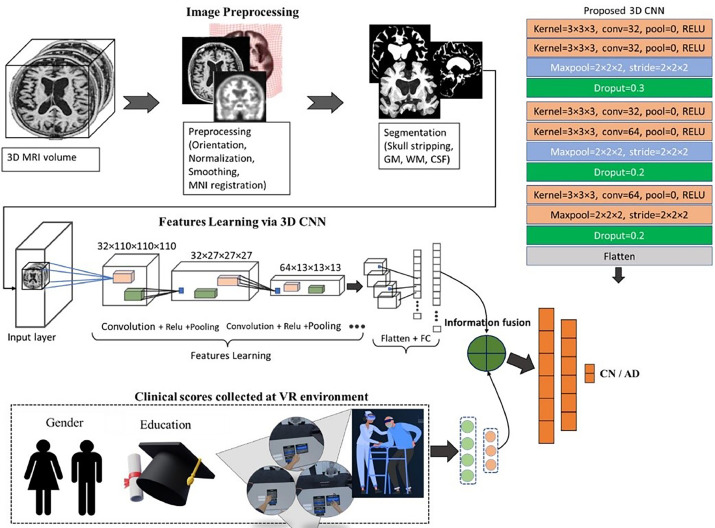 Image Preprocessing
3D MRI volume
Preprocessing
(Orientation,
Normalization,
Smoothing,
MNI registration)
Segmentation
(Skull stripping,
GM, WM, CSF)
Proposed 3D CNN
Kernel=3×3×3, conv=32, pool=0, RELU
Kernel=3×3×3, conv=32, pool=0, RELU
Maxpool=2×2×2, stride=2×2×2
Droput=0.3
Kernel=3×3×3, conv=32, pool=0, RELU
Kernel=3×3×3, conv=64, pool=0, RELU
Maxpool=2×2×2, stride=2×2×2
Droput=0.2
Kernel=3×3×3, conv=64, pool=0, RELU
Maxpool=2×2×2, stride=2×2×2
Droput=0.2
Flatten
Features Learning via 3D CNN
32×110×110×110
32×27×27×27
64×13×13×13
Input layer
Convolution + Relu +Pooling
Convolution + Relu +Pooling
Features Learning
Flatten + FC
Information fusion
CN / AD
Clinical scores collected at VR environment
Gender
Education